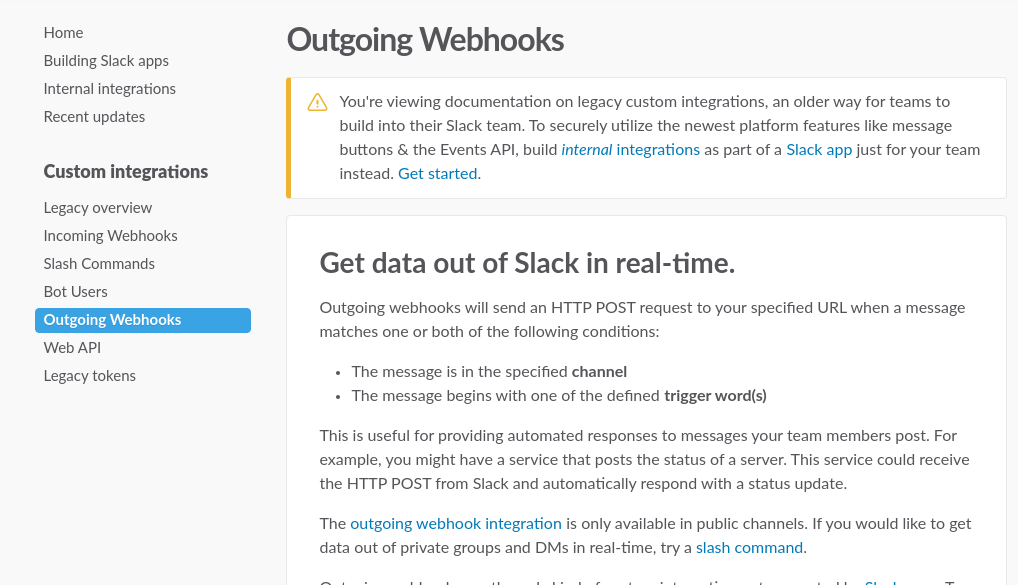 Home
Building Slack apps
Internal integrations
Recent updates
Custom integrations
Legacy overview
Incoming Webhooks
Slash Commands
Bot Users
Outgoing Webhooks
Web API
Legacy tokens
Outgoing Webhooks
You're viewing documentation on legacy custom integrations, an older way for teams to
build into their Slack team. To securely utilize the newest platform features like message
buttons & the Events API, build internal integrations as part of a Slack app just for your team
instead. Get started.
Get data out of Slack in real-time.
Outgoing webhooks will send an HTTP POST request to your specified URL when a message
matches one or both of the following conditions:
• The message is in the specified channel
• The message begins with one of the defined trigger word(s)
This is useful for providing automated responses to messages your team members post. For
example, you might have a service that posts the status of a server. This service could receive
the HTTP POST from Slack and automatically respond with a status update.
The outgoing webhook integration is only available in public channels. If you would like to get
data out of private groups and DMs in real-time, try a slash command.